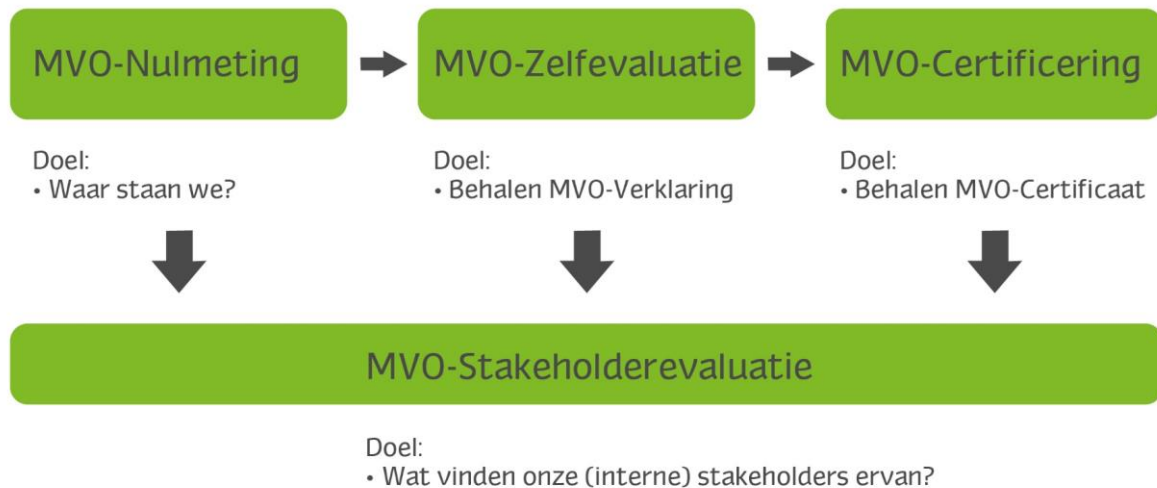 MVO-Nulmeting
MVO-Zelfevaluatie
MVO-Certificering
Doel:
• Waar staan we?
Doel:
• Behalen MVO-Verklaring
Doel:
• Behalen MVO-Certificaat
MVO-Stakeholderevaluatie
Doel:
• Wat vinden onze (interne) stakeholders ervan?